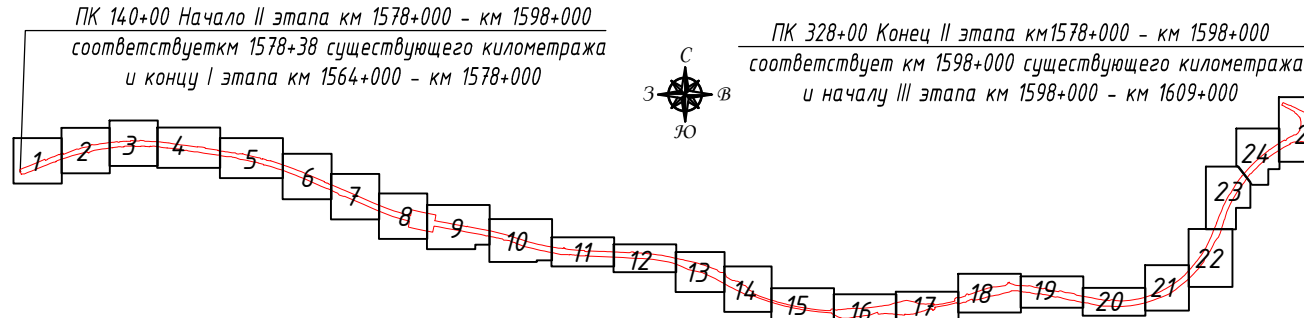 ПК 140+00 Начало II этапа км 1578+000 - км 1598+000
соответствуеткм 1578+38 существующего километража
и концу I этапа км 1564+000 - км 1578+000
ПК 328+00 Конец II этапа км1578+000 - км 1598+000
соответствует км 1598+000 существующего километража
и началу III этапа км 1598+000 - км 1609+000
С
З В
Ю
1
2
3
4
5
6
7
8
9
10
11
12
13
14
15
16
17
18
19
20
21
22
23
24